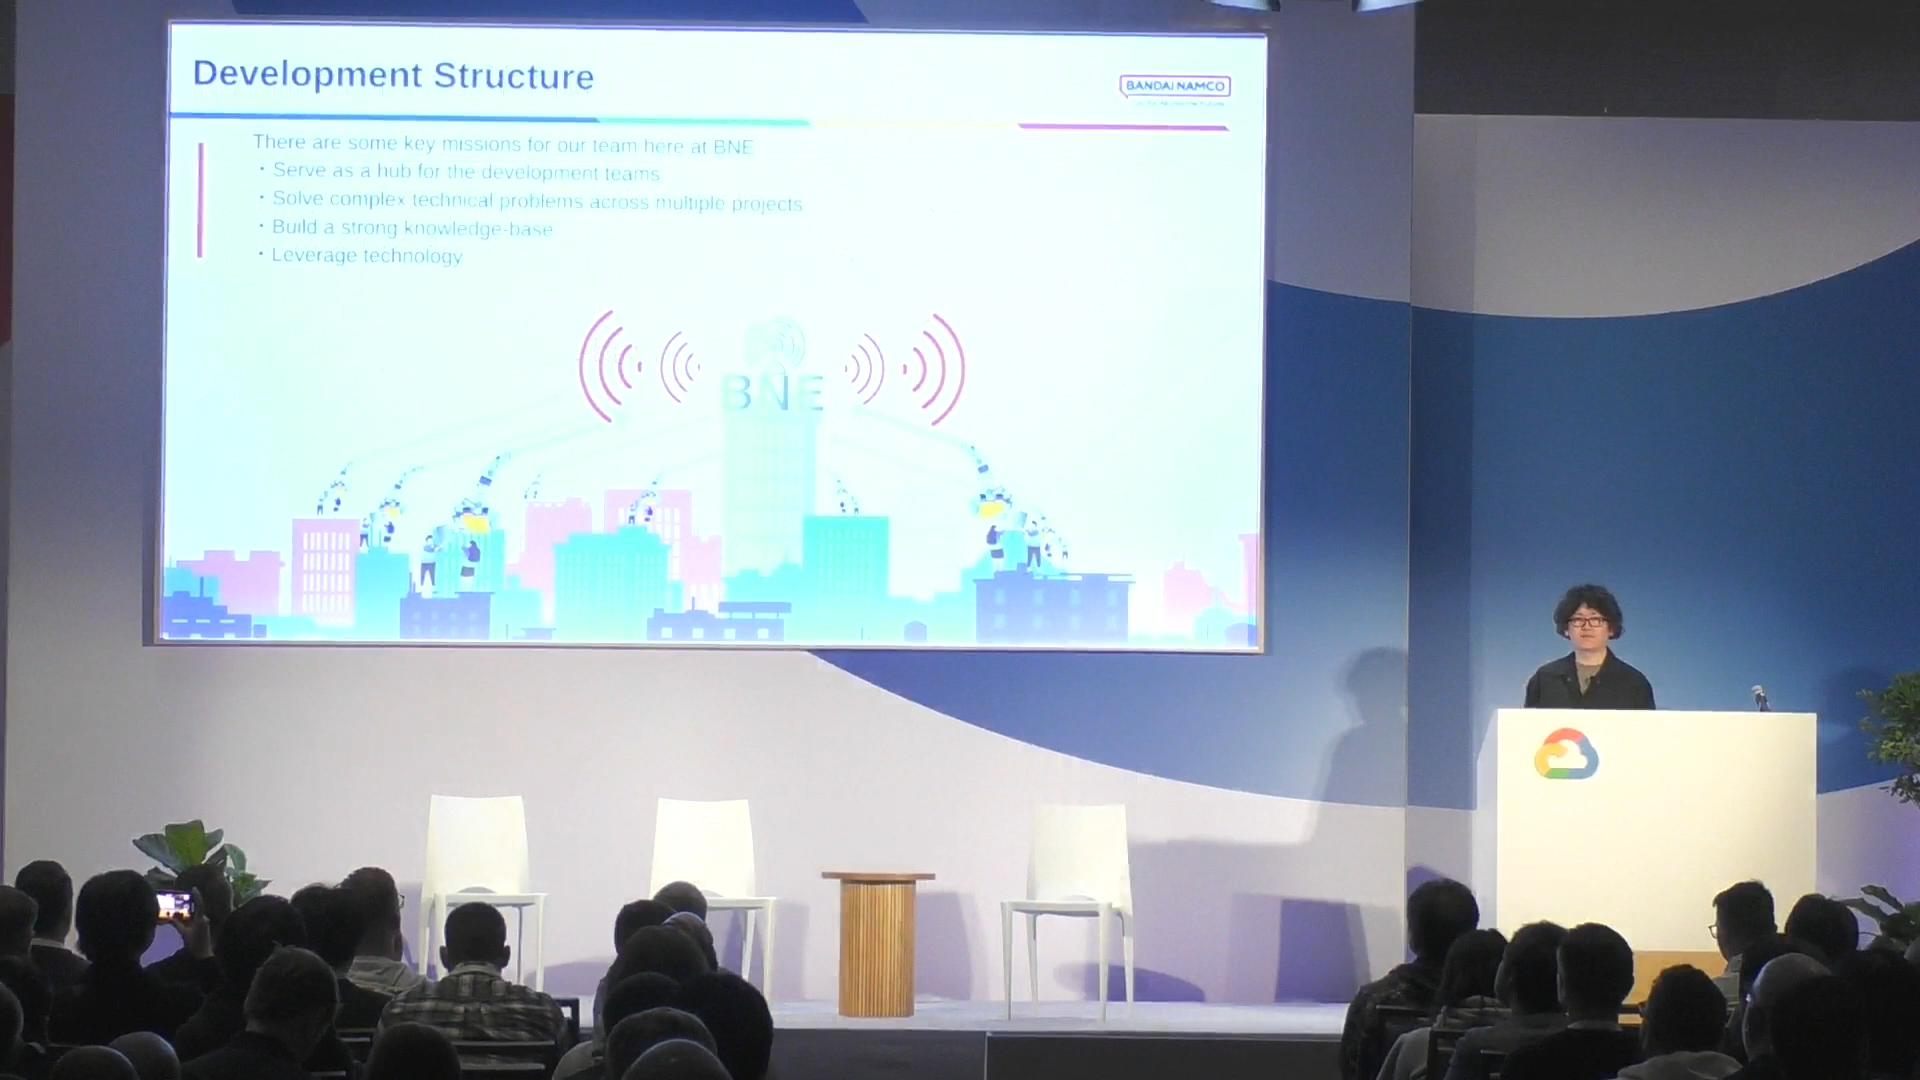 Development Structure
BANDAI NAMCO
There are some key missions for our team here at BNE
・Serve as a hub for the development teams
・Solve complex technical problems across multiple projects
・Build a strong knowledge-base
・Leverage technology
BNE